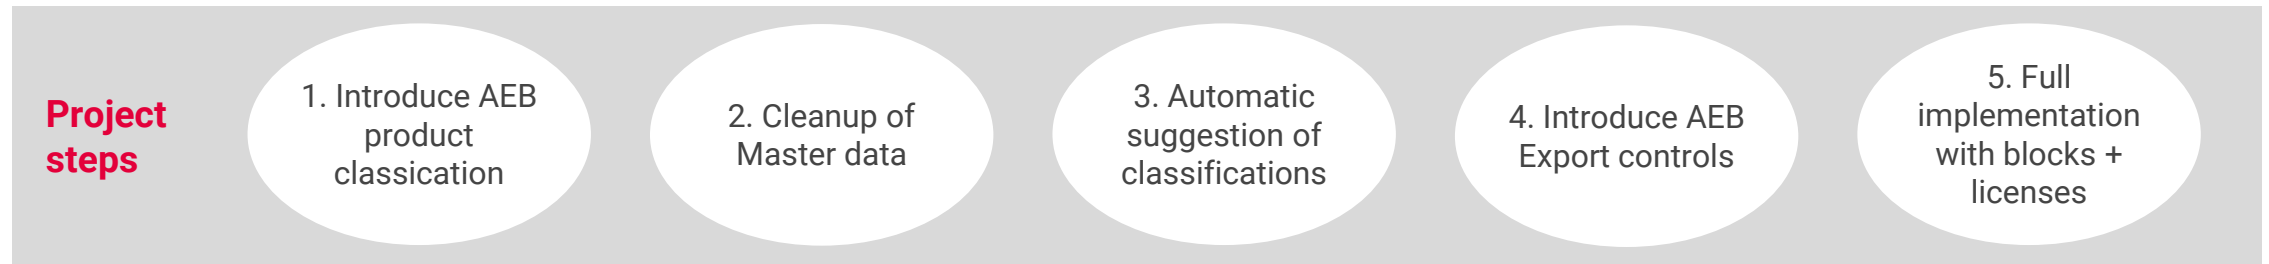 Project
steps
1. Introduce AEB
product
classication
2. Cleanup of
Master data
3. Automatic
suggestion of
classifications
4. Introduce AEB
Export controls
5. Full
implementation
with blocks +
licenses